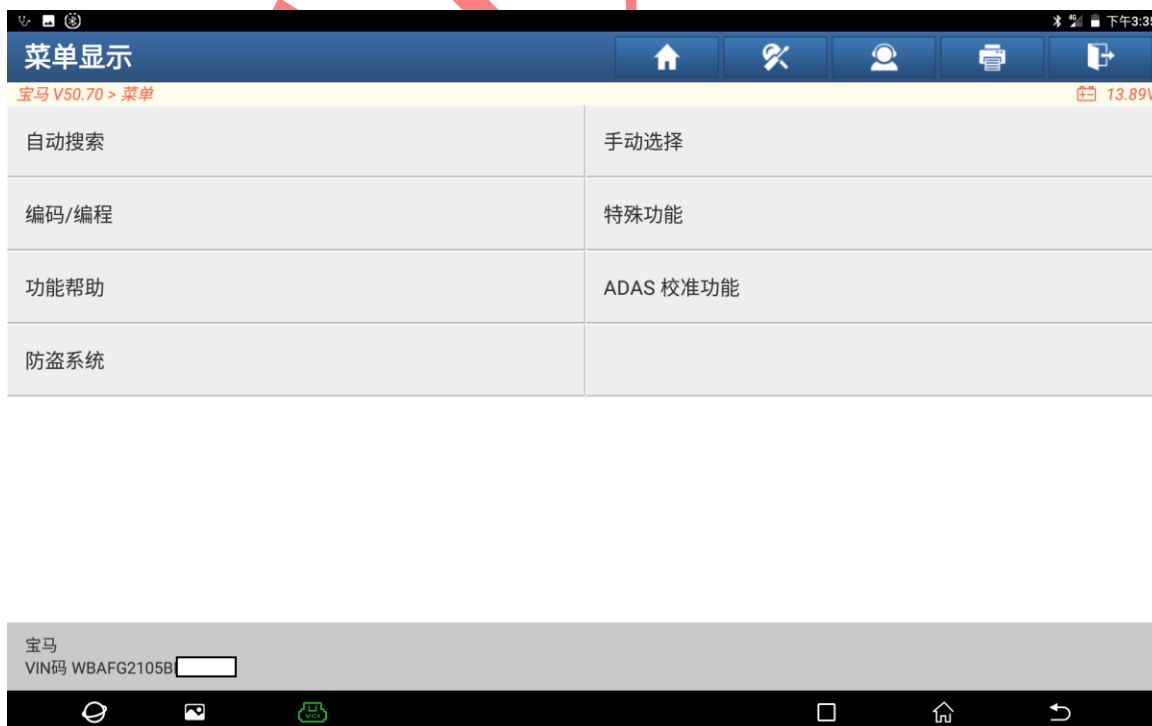 下午3:35
菜单显示
宝马 V50.70 > 菜单
13.89V
自动搜索
手动选择
编码/编程
特殊功能
功能帮助
ADAS 校准功能
防盗系统
宝马
VIN码 WBAFG2105B
VCI